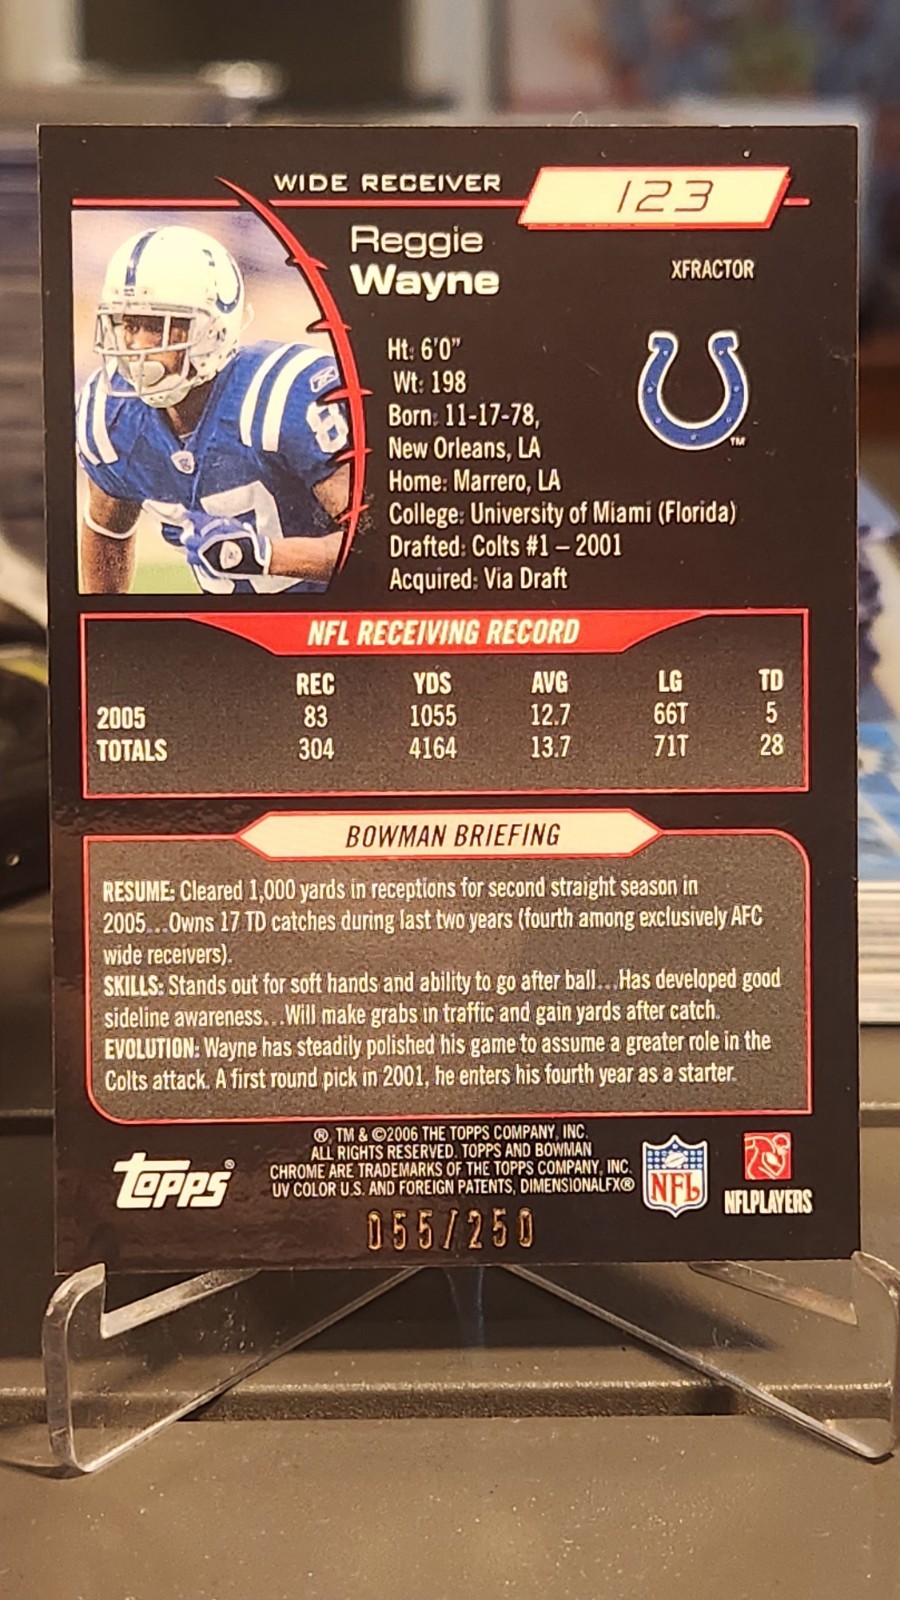 WIDE RECEIVER
123
Reggie
Wayne
XFRACTOR
Ht: 6'0"
Wt: 198
Born: 11-17-78,
New Orleans, LA
Home: Marrero, LA
College: University of Miami (Florida)
Drafted: Colts #1 – 2001
Acquired: Via Draft
TM
8
NFL RECEIVING RECORD
REC YDS AVG LG TD
2005 83 1055 12.7 66T 5
TOTALS 304 4164 13.7 71T 28
BOWMAN BRIEFING
RESUME: Cleared 1,000 yards in receptions for second straight season in
2005...Owns 17 TD catches during last two years (fourth among exclusively AFC
wide receivers).
SKILLS: Stands out for soft hands and ability to go after ball...Has developed good
sideline awareness...Will make grabs in traffic and gain yards after catch.
EVOLUTION: Wayne has steadily polished his game to assume a greater role in the
Colts attack. A first round pick in 2001, he enters his fourth year as a starter.
® TM & ©2006 THE TOPPS COMPANY, INC.
ALL RIGHTS RESERVED. TOPPS AND BOWMAN
CHROME ARE TRADEMARKS OF THE TOPPS COMPANY, INC.
UV COLOR U.S. AND FOREIGN PATENTS, DIMENSIONALFX®
Topps®
NFL
NFLPLAYERS
055/250